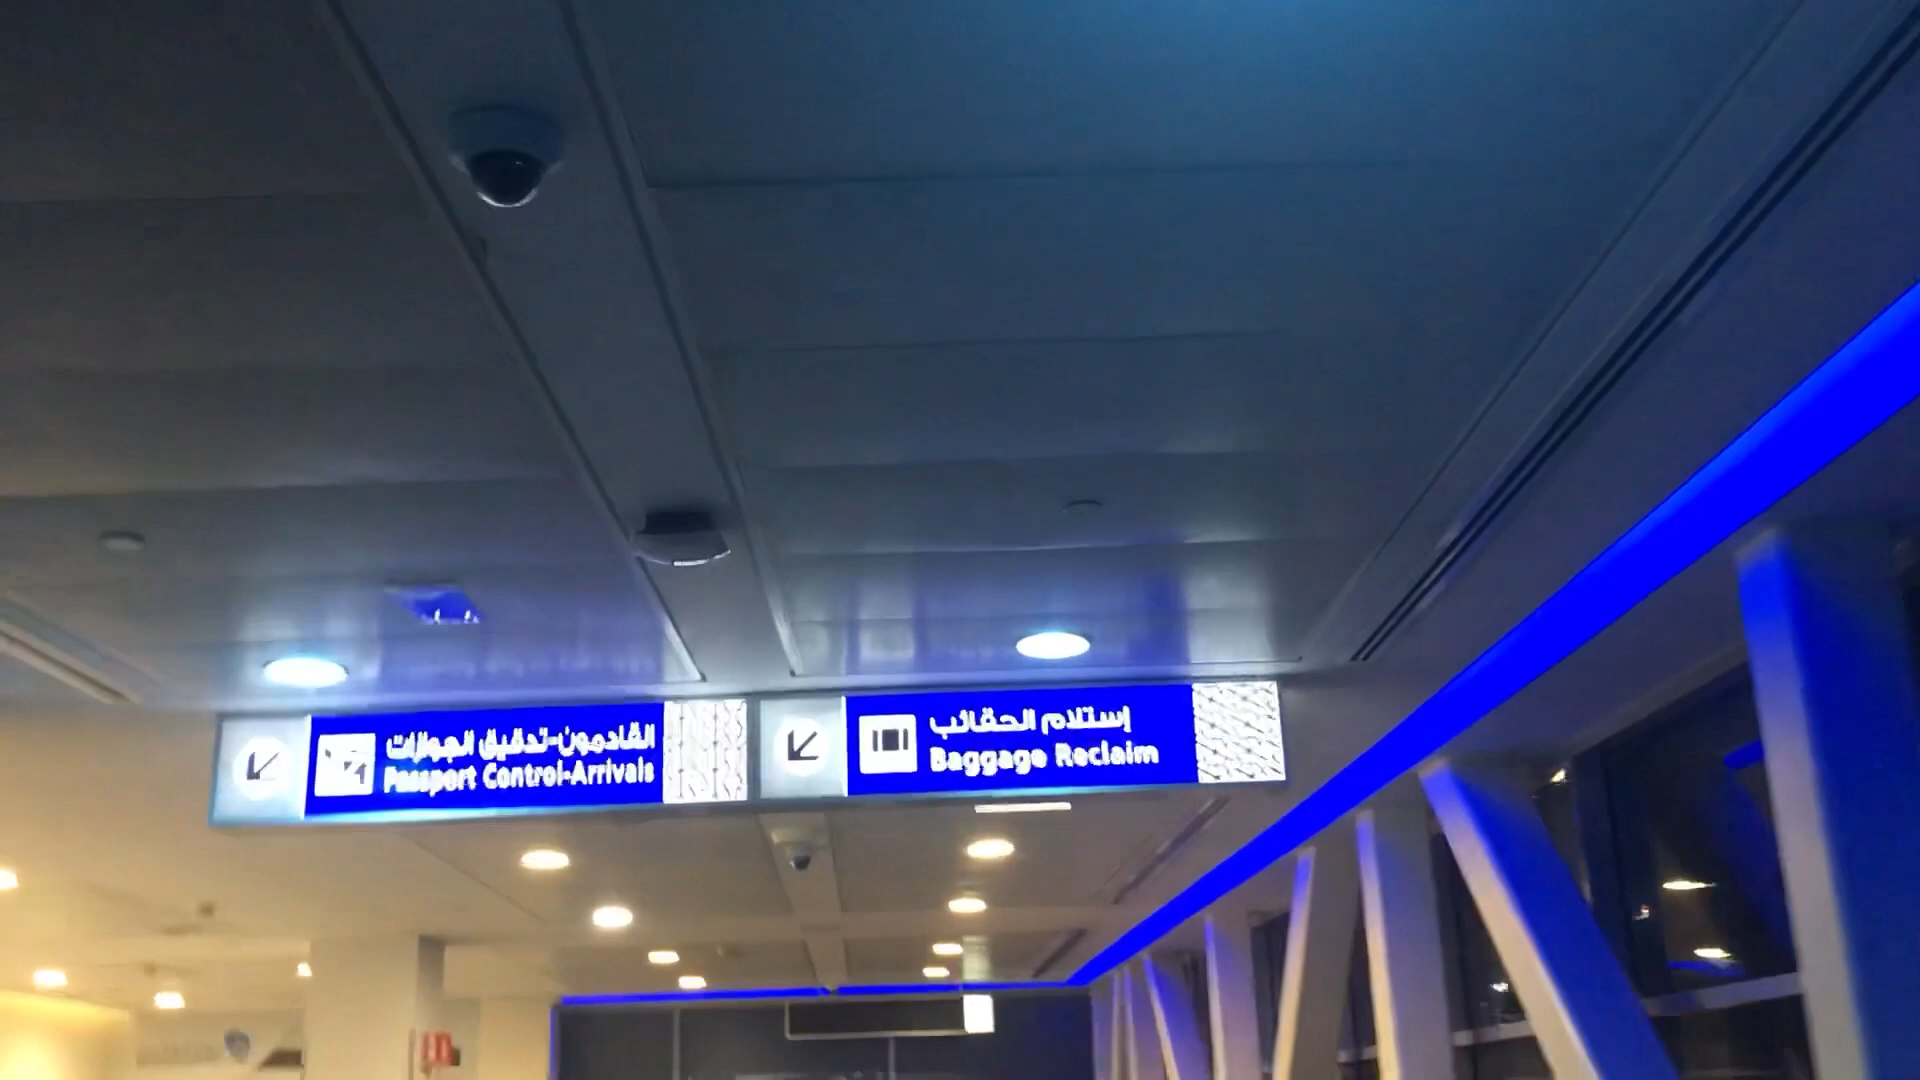 القادمون-تدقيق الجوازات
Passport Control-Arrivals
إستلام الحقائب
Baggage Reclaim